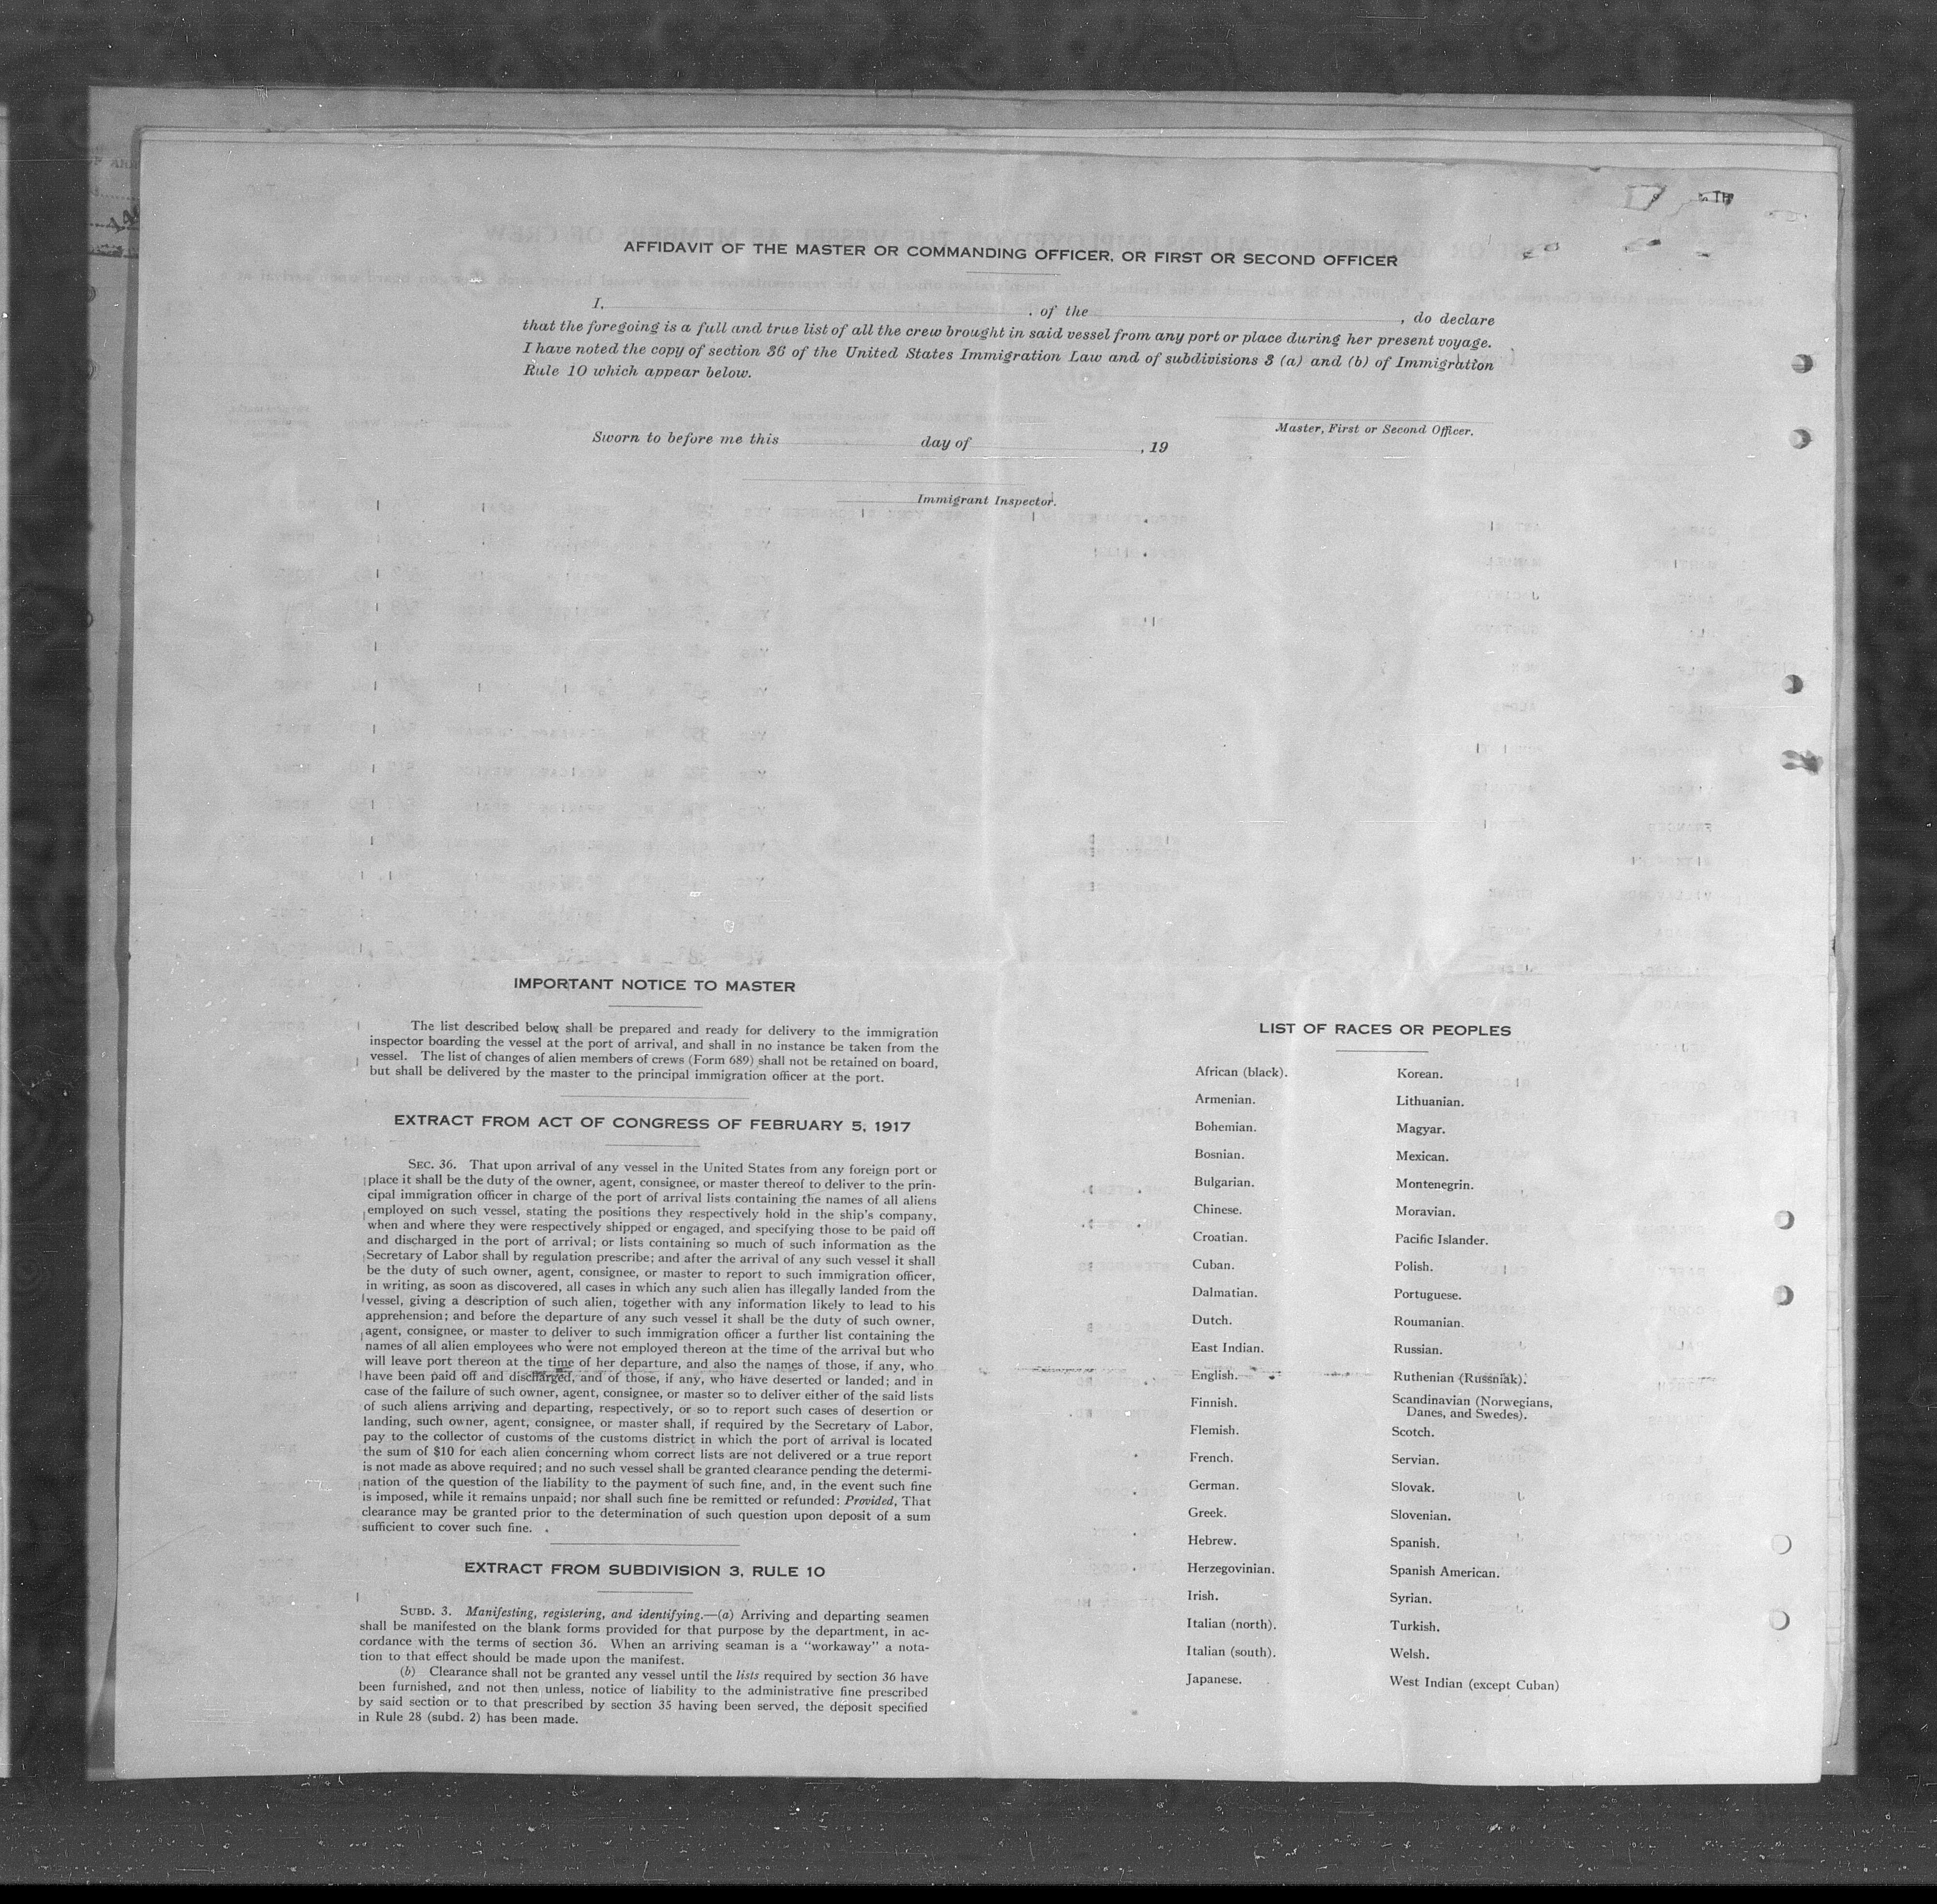 AFFIDAVIT OF THE MASTER OR COMMANDING OFFICER, OR FIRST OR SECOND OFFICER
I, , of the , do declare
that the foregoing is a full and true list of all the crew brought in said vessel from any port or place during her present voyage.
I have noted the copy of section 36 of the United States Immigration Law and of subdivisions 3 (a) and (b) of Immigration
Rule 10 which appear below.
Master, First or Second Officer.
Sworn to before me this day of , 19
Immigrant Inspector.
IMPORTANT NOTICE TO MASTER
The list described below shall be prepared and ready for delivery to the immigration
inspector boarding the vessel at the port of arrival, and shall in no instance be taken from the
vessel. The list of changes of alien members of crews (Form 689) shall not be retained on board,
but shall be delivered by the master to the principal immigration officer at the port.
EXTRACT FROM ACT OF CONGRESS OF FEBRUARY 5, 1917
SEC. 36. That upon arrival of any vessel in the United States from any foreign port or
place it shall be the duty of the owner, agent, consignee, or master thereof to deliver to the prin-
cipal immigration officer in charge of the port of arrival lists containing the names of all aliens
employed on such vessel, stating the positions they respectively hold in the ship's company,
when and where they were respectively shipped or engaged, and specifying those to be paid off
and discharged in the port of arrival; or lists containing so much of such information as the
Secretary of Labor shall by regulation prescribe; and after the arrival of any such vessel it shall
be the duty of such owner, agent, consignee, or master to report to such immigration officer,
in writing, as soon as discovered, all cases in which any such alien has illegally landed from the
vessel, giving a description of such alien, together with any information likely to lead to his
apprehension; and before the departure of any such vessel it shall be the duty of such owner,
agent, consignee, or master to deliver to such immigration officer a further list containing the
names of all alien employees who were not employed thereon at the time of the arrival but who
will leave port thereon at the time of her departure, and also the names of those, if any, who
have been paid off and discharged, and of those, if any, who have deserted or landed; and in
case of the failure of such owner, agent, consignee, or master so to deliver either of the said lists
of such aliens arriving and departing, respectively, or so to report such cases of desertion or
landing, such owner, agent, consignee, or master shall, if required by the Secretary of Labor,
pay to the collector of customs of the customs district in which the port of arrival is located
the sum of $10 for each alien concerning whom correct lists are not delivered or a true report
is not made as above required; and no such vessel shall be granted clearance pending the determi-
nation of the question of the liability to the payment of such fine, and, in the event such fine
is imposed, while it remains unpaid; nor shall such fine be remitted or refunded: Provided, That
clearance may be granted prior to the determination of such question upon deposit of a sum
sufficient to cover such fine.
EXTRACT FROM SUBDIVISION 3, RULE 10
SUBD. 3. Manifesting, registering, and identifying.—(a) Arriving and departing seamen
shall be manifested on the blank forms provided for that purpose by the department, in ac-
cordance with the terms of section 36. When an arriving seaman is a "workaway" a nota-
tion to that effect should be made upon the manifest.
(b) Clearance shall not be granted any vessel until the lists required by section 36 have
been furnished, and not then unless, notice of liability to the administrative fine prescribed
by said section or to that prescribed by section 35 having been served, the deposit specified
in Rule 28 (subd. 2) has been made.
LIST OF RACES OR PEOPLES
African (black).
Armenian.
Bohemian.
Bosnian.
Bulgarian.
Chinese.
Croatian.
Cuban.
Dalmatian.
Dutch.
East Indian.
English.
Finnish.
Flemish.
French.
German.
Greek.
Hebrew.
Herzegovinian.
Irish.
Italian (north).
Italian (south).
Japanese.
Korean.
Lithuanian.
Magyar.
Mexican.
Montenegrin.
Moravian.
Pacific Islander.
Polish.
Portuguese.
Roumanian.
Russian.
Ruthenian (Russniak).
Scandinavian (Norwegians,
Danes, and Swedes).
Scotch.
Servian.
Slovak.
Slovenian.
Spanish.
Spanish American.
Syrian.
Turkish.
Welsh.
West Indian (except Cuban)